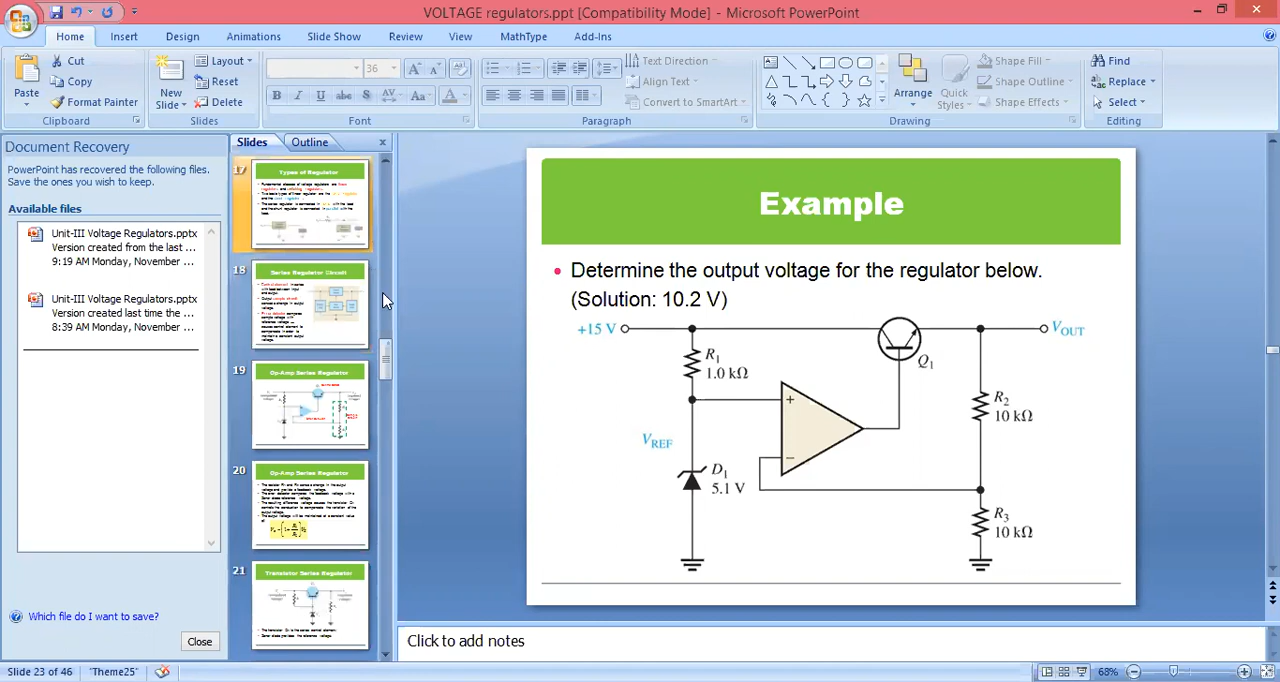 VOLTAGE regulators.ppt [Compatibility Mode] - Microsoft PowerPoint
Home Insert Design Animations Slide Show Review View MathType Add-Ins
Paste
Cut
Copy
Format Painter
Clipboard
New Slide
Layout
Reset
Delete
Slides
36
B I U abc S AV Aa A
Font
Text Direction
Align Text
Convert to SmartArt
Paragraph
Arrange
Quick Styles
Shape Fill
Shape Outline
Shape Effects
Drawing
Find
Replace
Select
Editing
Document Recovery
PowerPoint has recovered the following files.
Save the ones you wish to keep.
Available files
Unit-III Voltage Regulators.pptx
Version created from the last ...
9:19 AM Monday, November ...
Unit-III Voltage Regulators.pptx
Version created last time the ...
8:39 AM Monday, November ...
Which file do I want to save?
Close
Slides Outline
17
Types of Regulator
18
Series Regulator Circuit
19
Op-Amp Series Regulator
20
Op-Amp Series Regulator
21
Transistor Series Regulator
Example
• Determine the output voltage for the regulator below.
(Solution: 10.2 V)
+15 V
VOUT
R1
1.0 kΩ
Q1
R2
10 kΩ
+
VREF
−
D1
5.1 V
R3
10 kΩ
Click to add notes
Slide 23 of 46 "Theme25" 68%